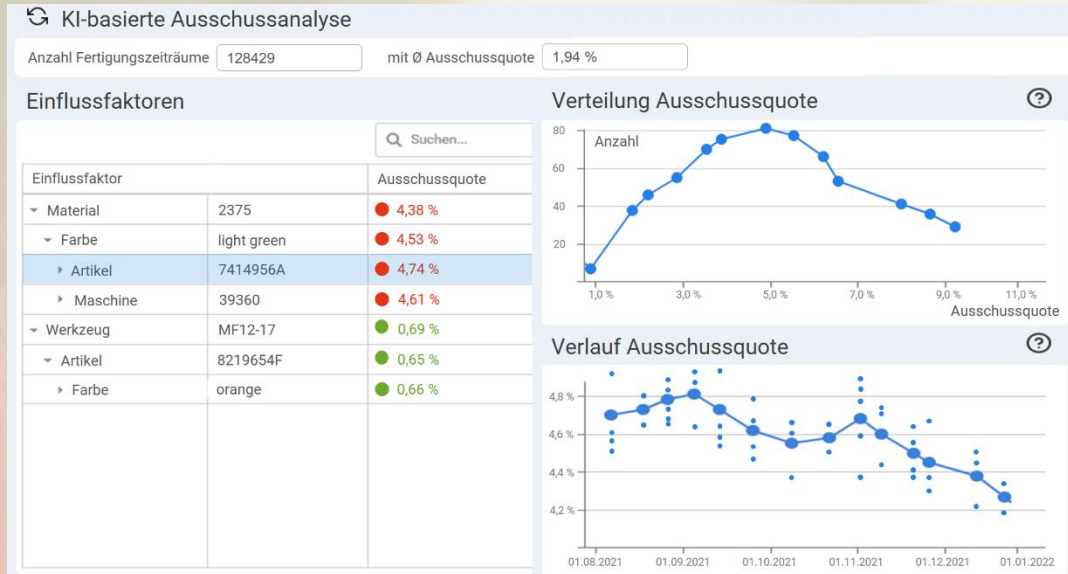 KI-basierte Ausschussanalyse
Anzahl Fertigungszeiträume 128429 mit Ø Ausschussquote 1,94 %
Einflussfaktoren
Suchen...
Einflussfaktor Ausschussquote
Material 2375 4,38 %
Farbe light green 4,53 %
Artikel 7414956A 4,74 %
Maschine 39360 4,61 %
Werkzeug MF12-17 0,69 %
Artikel 8219654F 0,65 %
Farbe orange 0,66 %
Verteilung Ausschussquote ?
Anzahl
80
60
40
20
1,0 % 3,0 % 5,0 % 7,0 % 9,0 % 11,0 %
Ausschussquote
Verlauf Ausschussquote ?
4,8 %
4,6 %
4,4 %
4,2 %
01.08.2021 01.09.2021 01.10.2021 01.11.2021 01.12.2021 01.01.2022